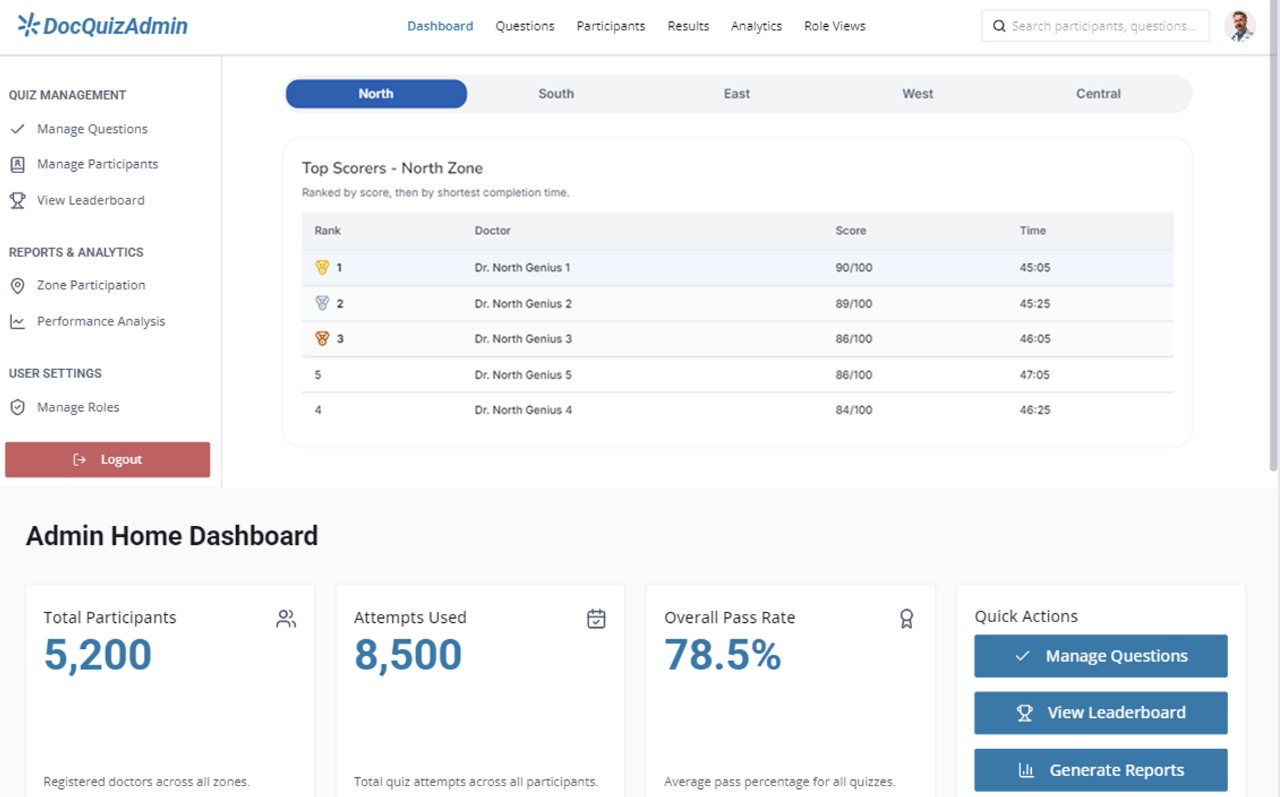 DocQuizAdmin
Dashboard Questions Participants Results Analytics Role Views
Search participants, questions...
QUIZ MANAGEMENT
Manage Questions
Manage Participants
View Leaderboard
REPORTS & ANALYTICS
Zone Participation
Performance Analysis
USER SETTINGS
Manage Roles
Logout
North South East West Central
Top Scorers - North Zone
Ranked by score, then by shortest completion time.
Rank Doctor Score Time
1 Dr. North Genius 1 90/100 45:05
2 Dr. North Genius 2 89/100 45:25
3 Dr. North Genius 3 86/100 46:05
5 Dr. North Genius 5 86/100 47:05
4 Dr. North Genius 4 84/100 46:25
Admin Home Dashboard
Total Participants
5,200
Registered doctors across all zones.
Attempts Used
8,500
Total quiz attempts across all participants.
Overall Pass Rate
78.5%
Average pass percentage for all quizzes.
Quick Actions
Manage Questions
View Leaderboard
Generate Reports